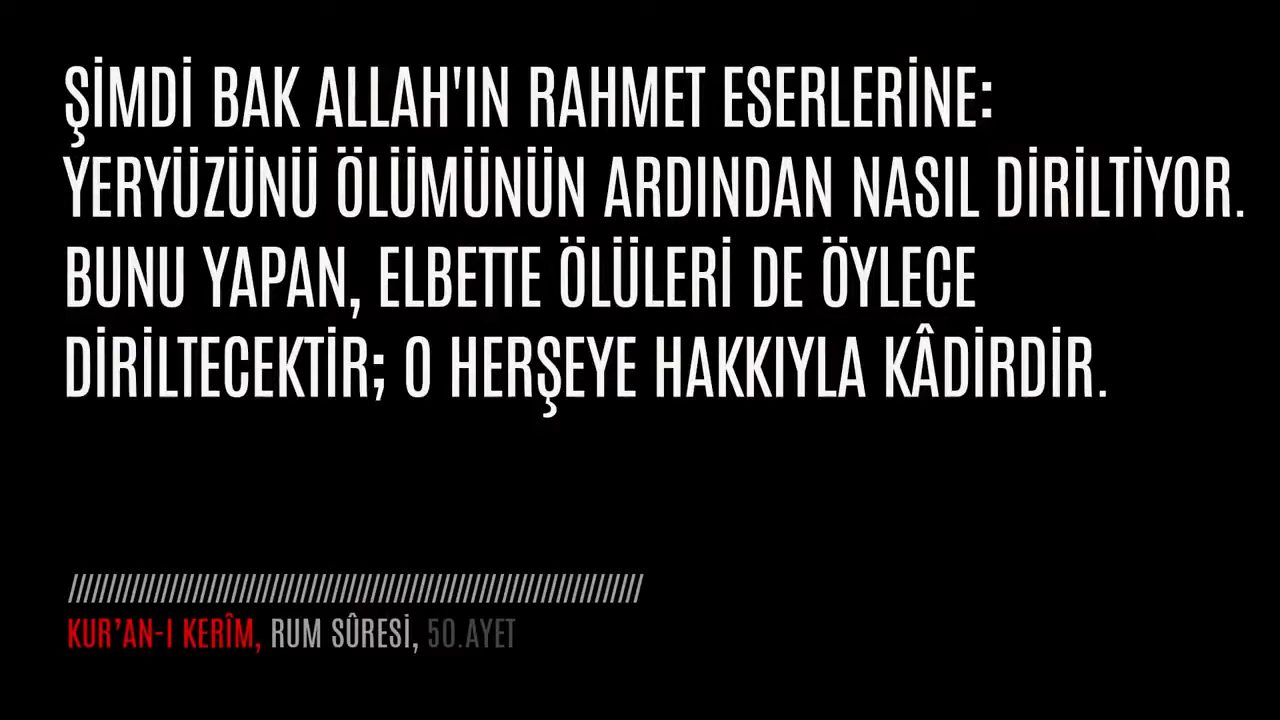 ŞİMDİ BAK ALLAH'IN RAHMET ESERLERİNE:
YERYÜZÜNÜ ÖLÜMÜNÜN ARDINDAN NASIL DİRİLTİYOR.
BUNU YAPAN, ELBETTE ÖLÜLERİ DE ÖYLECE
DİRİLTECEKTİR; O HERŞEYE HAKKIYLA KÂDİRDİR.
KUR’AN-I KERÎM, RUM SÛRESİ, 50.AYET